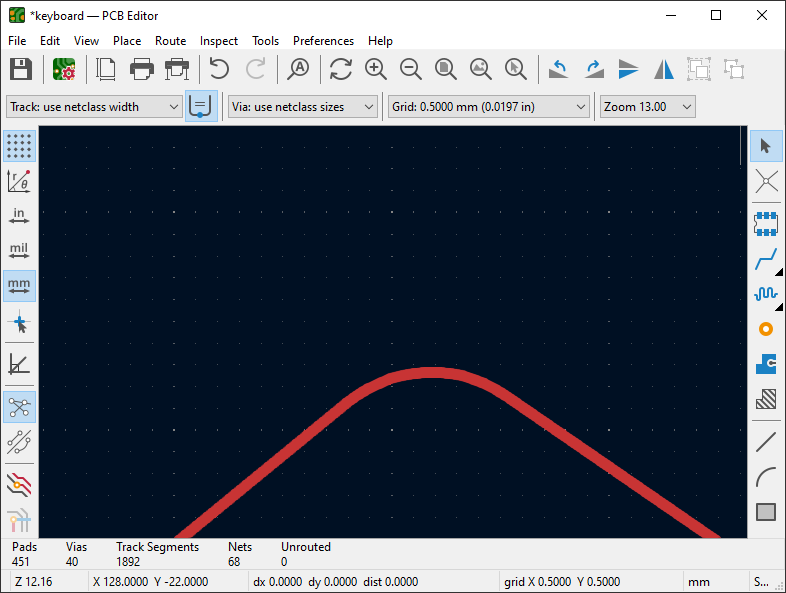 *keyboard — PCB Editor
File Edit View Place Route Inspect Tools Preferences Help
Track: use netclass width Via: use netclass sizes Grid: 0.5000 mm (0.0197 in) Zoom 13.00
r
θ
in
mil
mm
Pads Vias Track Segments Nets Unrouted
451 40 1892 68 0
Z 12.16 X 128.0000 Y -22.0000 dx 0.0000 dy 0.0000 dist 0.0000 grid X 0.5000 Y 0.5000 mm S...